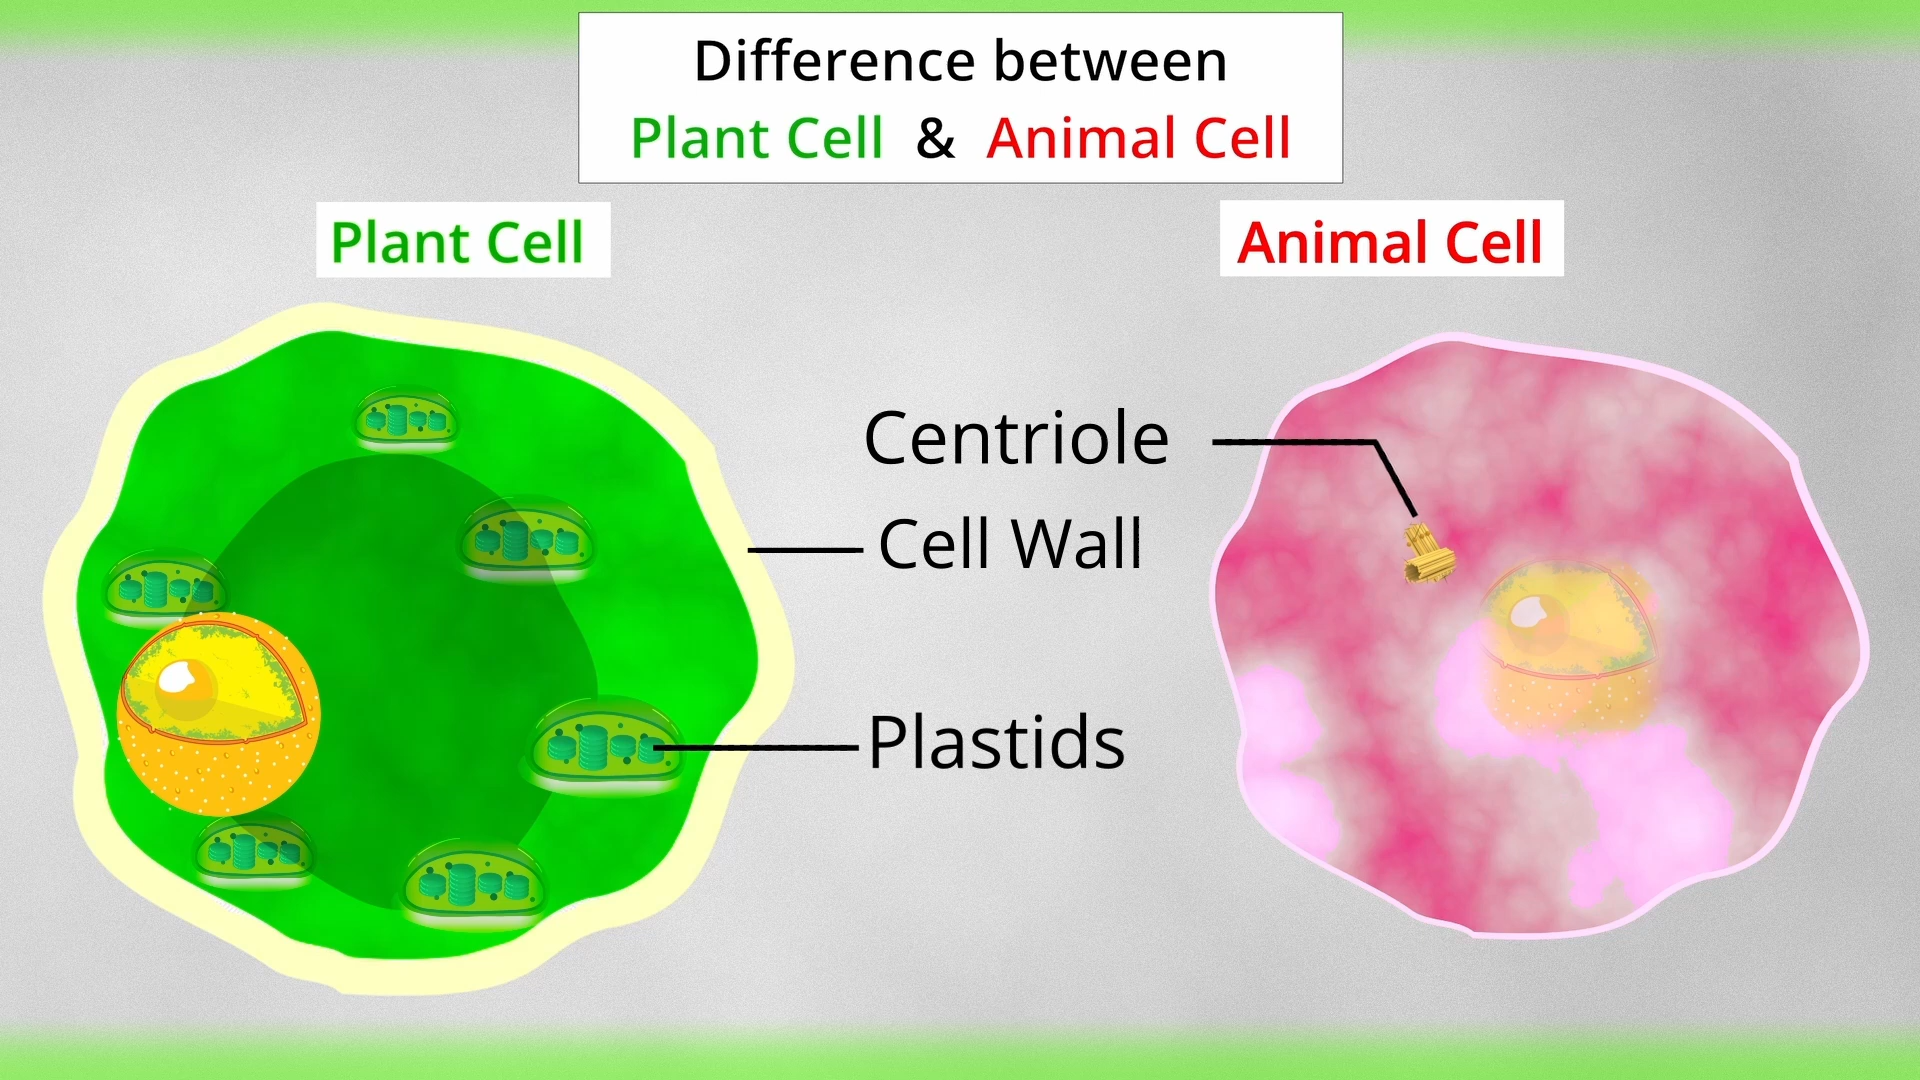 Difference between
Plant Cell & Animal Cell
Plant Cell
Animal Cell
Centriole
Cell Wall
Plastids